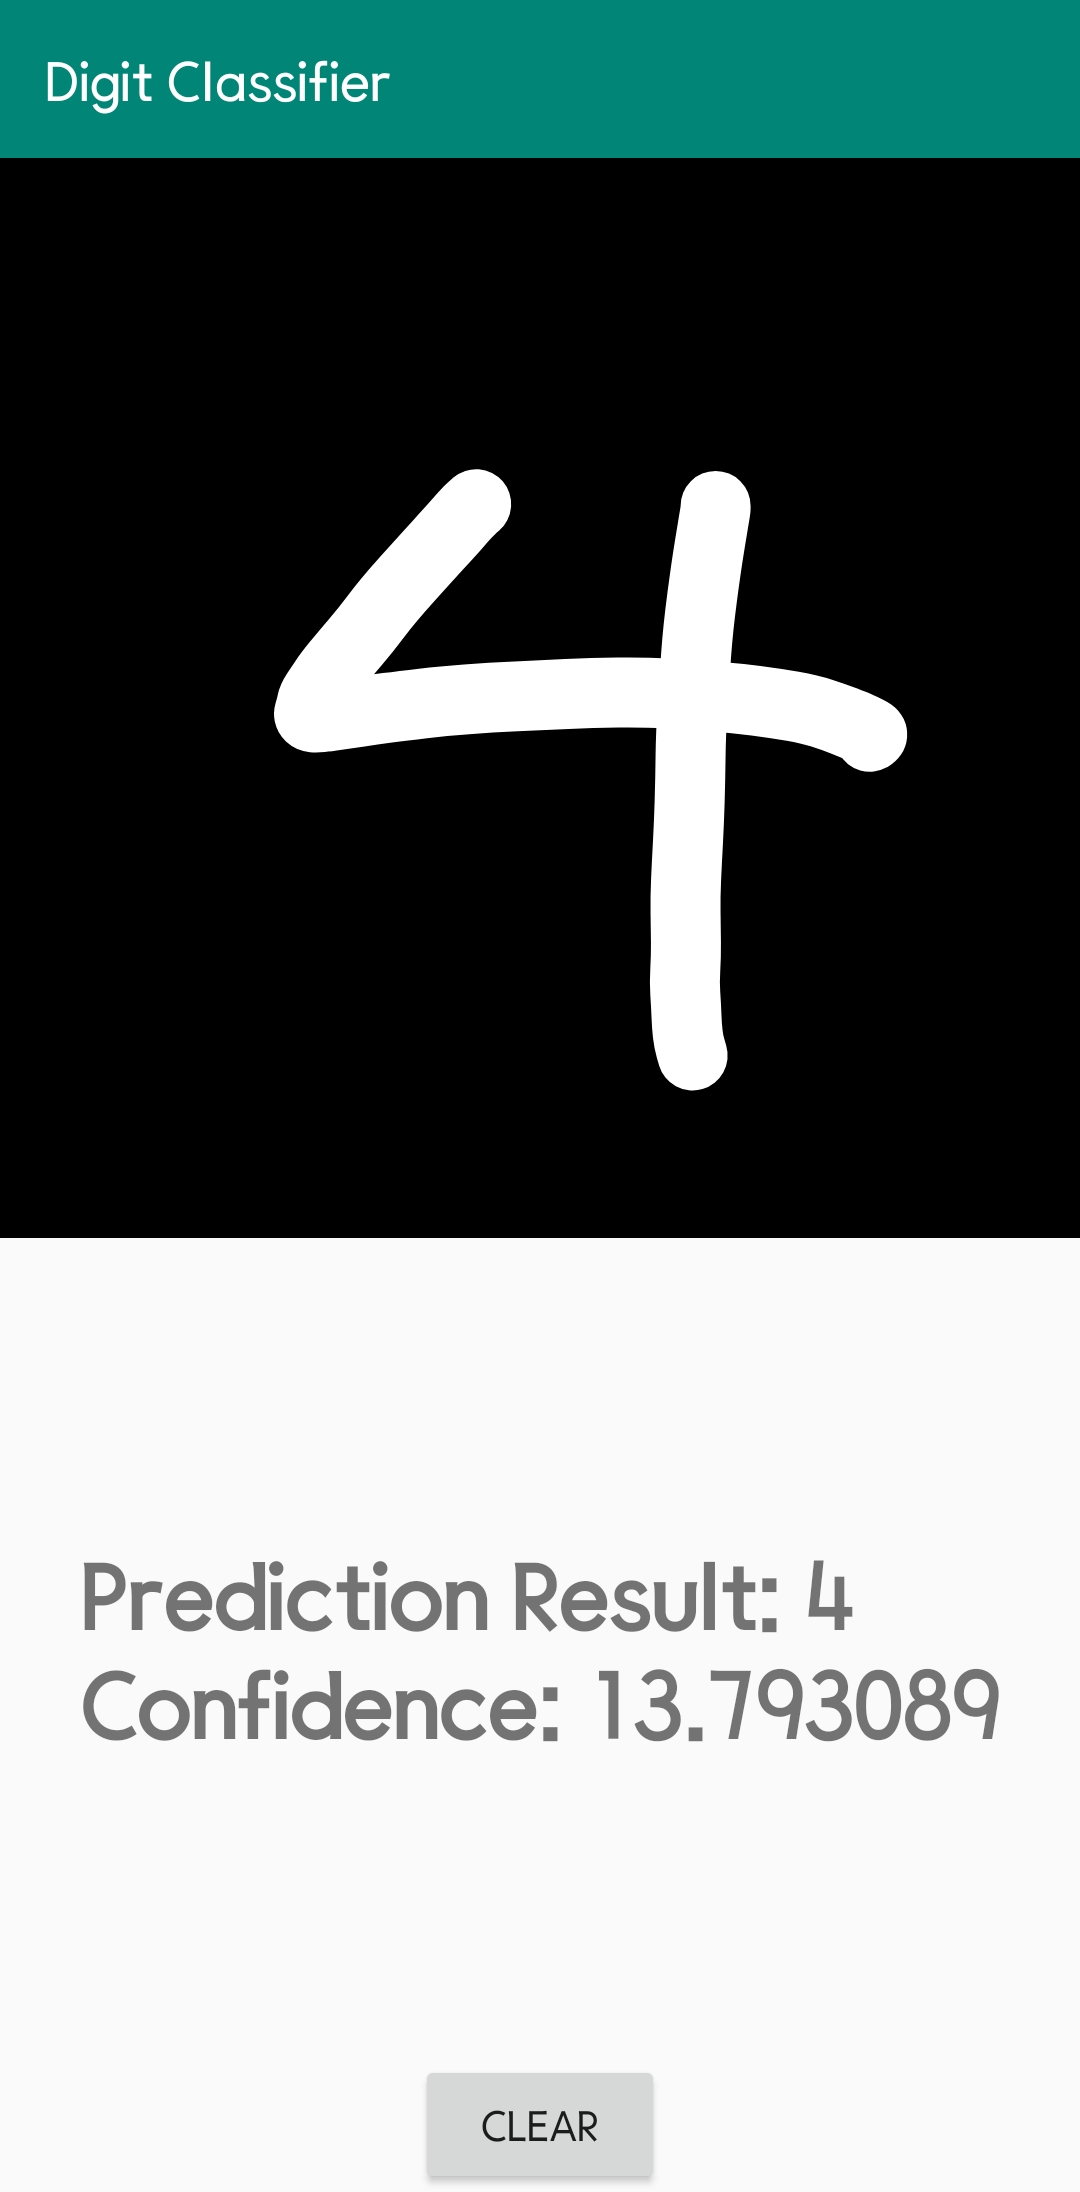 Digit Classifier
4
Prediction Result: 4
Confidence: 13.793089
CLEAR